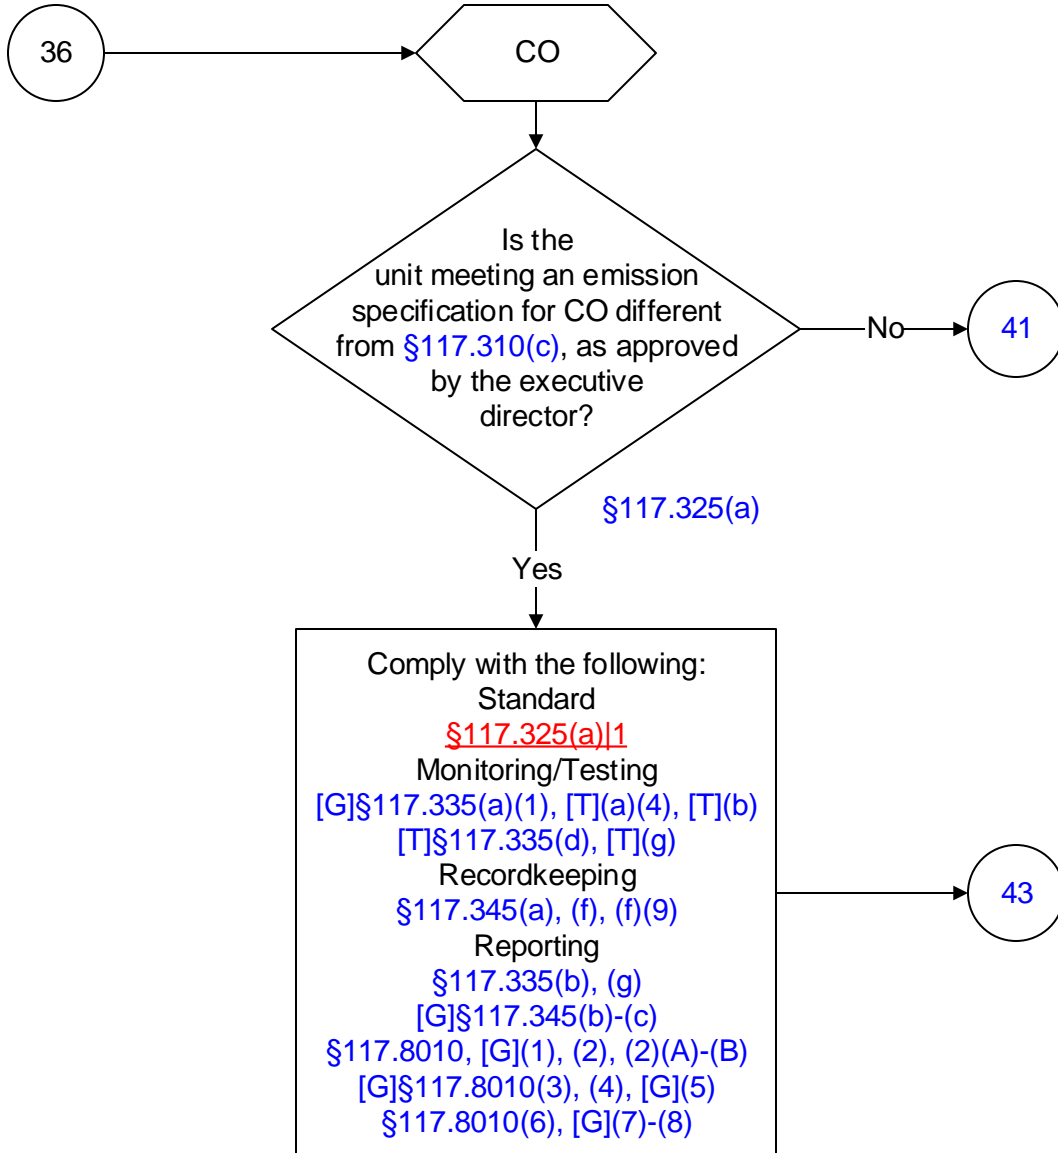 36
CO
Is the
unit meeting an emission
specification for CO different
from §117.310(c), as approved
by the executive
director?
No
41
§117.325(a)
Yes
Comply with the following:
Standard
§117.325(a)|1
Monitoring/Testing
[G]§117.335(a)(1), [T](a)(4), [T](b)
[T]§117.335(d), [T](g)
Recordkeeping
§117.345(a), (f), (f)(9)
Reporting
§117.335(b), (g)
[G]§117.345(b)-(c)
§117.8010, [G](1), (2), (2)(A)-(B)
[G]§117.8010(3), (4), [G](5)
§117.8010(6), [G](7)-(8)
43